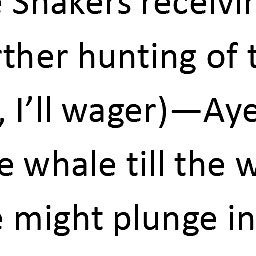 e Shakers receivin
rther hunting of t
, I’ll wager)—Aye
e whale till the w
e might plunge in